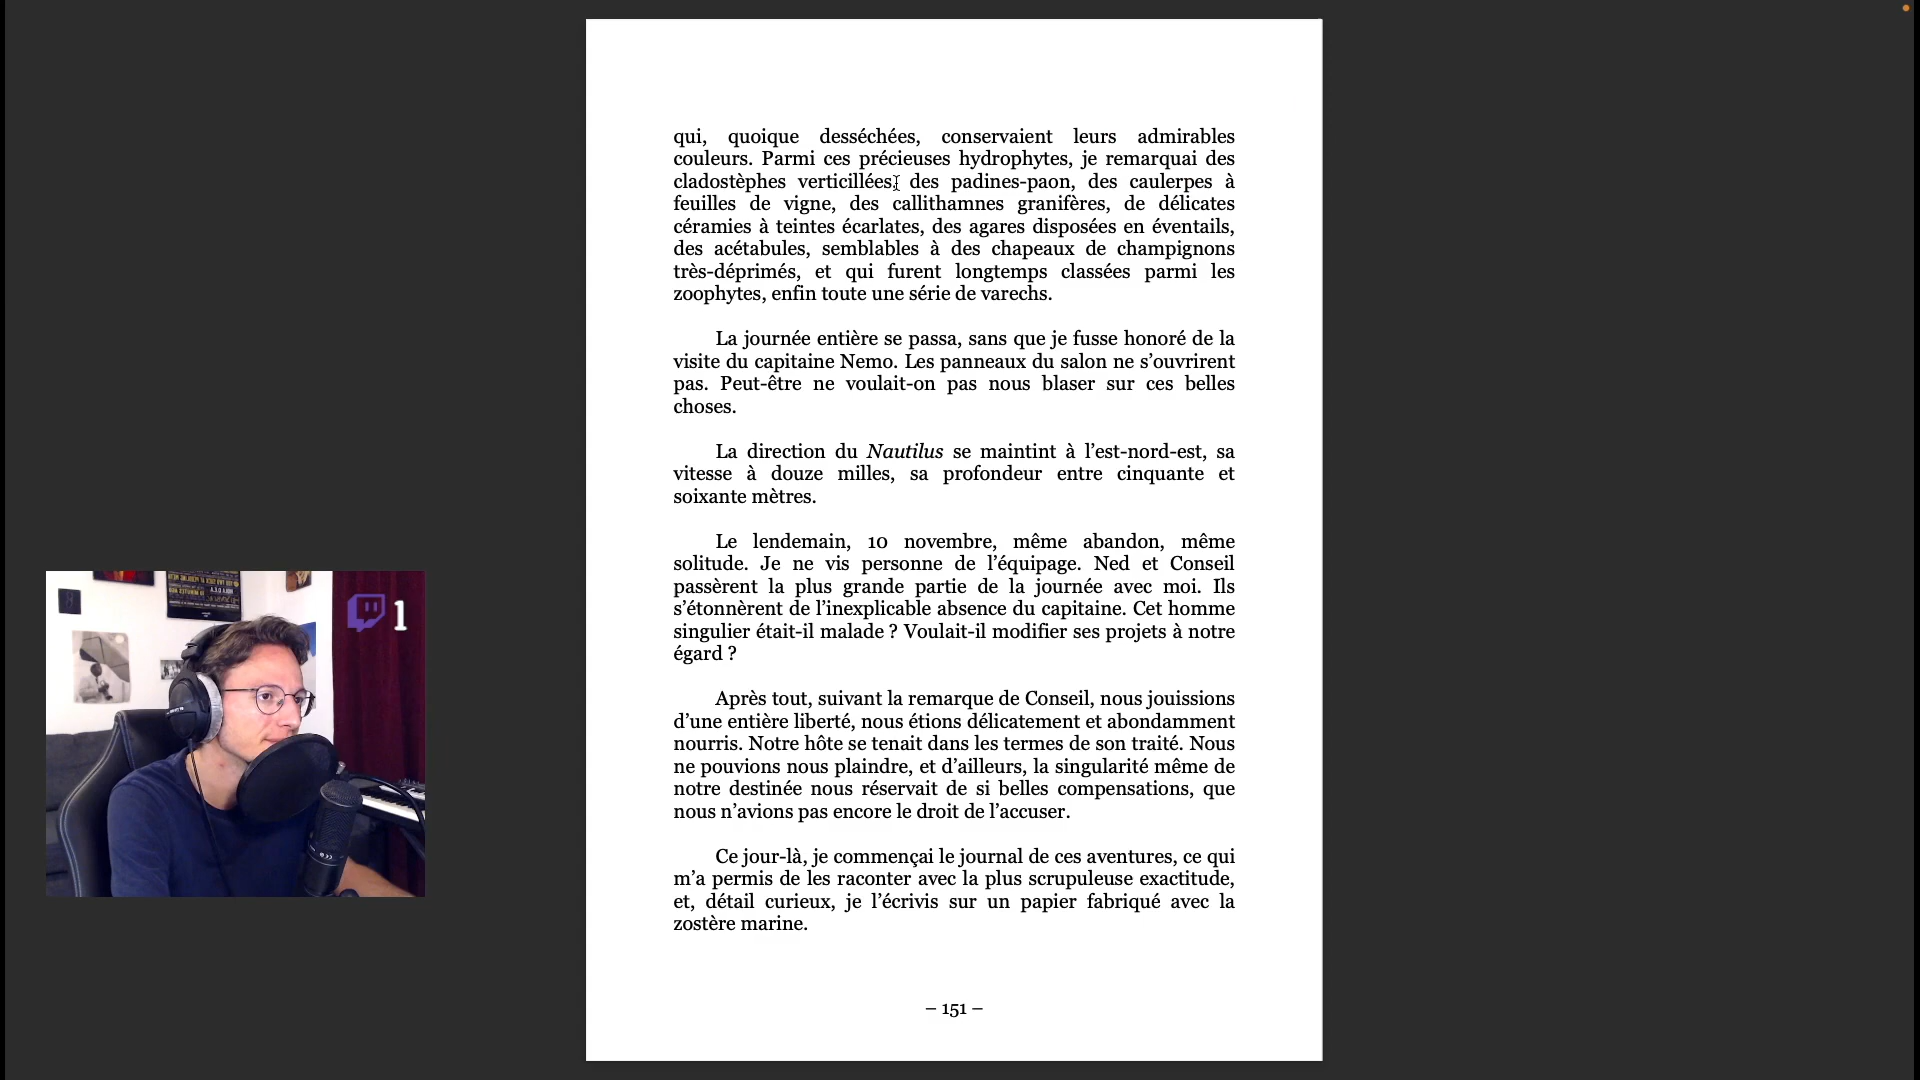 qui, quoique desséchées, conservaient leurs admirables
couleurs. Parmi ces précieuses hydrophytes, je remarquai des
cladostèphes verticillées, des padines-paon, des caulerpes à
feuilles de vigne, des callithamnes granifères, de délicates
céramies à teintes écarlates, des agares disposées en éventails,
des acétabules, semblables à des chapeaux de champignons
très-déprimés, et qui furent longtemps classées parmi les
zoophytes, enfin toute une série de varechs.
La journée entière se passa, sans que je fusse honoré de la
visite du capitaine Nemo. Les panneaux du salon ne s’ouvrirent
pas. Peut-être ne voulait-on pas nous blaser sur ces belles
choses.
La direction du Nautilus se maintint à l’est-nord-est, sa
vitesse à douze milles, sa profondeur entre cinquante et
soixante mètres.
Le lendemain, 10 novembre, même abandon, même
solitude. Je ne vis personne de l’équipage. Ned et Conseil
passèrent la plus grande partie de la journée avec moi. Ils
s’étonnèrent de l’inexplicable absence du capitaine. Cet homme
singulier était-il malade ? Voulait-il modifier ses projets à notre
égard ?
Après tout, suivant la remarque de Conseil, nous jouissions
d’une entière liberté, nous étions délicatement et abondamment
nourris. Notre hôte se tenait dans les termes de son traité. Nous
ne pouvions nous plaindre, et d’ailleurs, la singularité même de
notre destinée nous réservait de si belles compensations, que
nous n’avions pas encore le droit de l’accuser.
Ce jour-là, je commençai le journal de ces aventures, ce qui
m’a permis de les raconter avec la plus scrupuleuse exactitude,
et, détail curieux, je l’écrivis sur un papier fabriqué avec la
zostère marine.
– 151 –
1